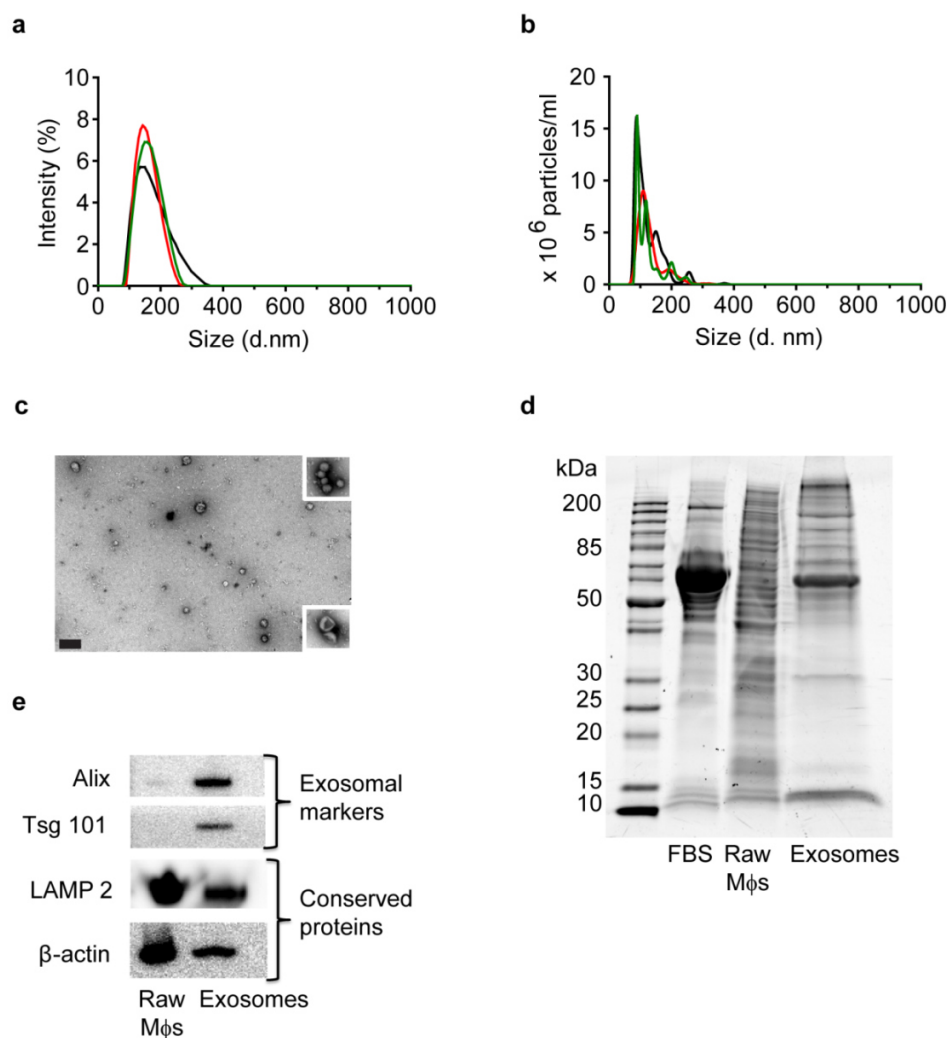 a
10
8
6
4
2
0
Intensity (%)
0 200 400 600 800 1000
Size (d.nm)
b
20
15
10
5
0
x 10 6 particles/ml
0 200 400 600 800 1000
Size (d. nm)
c
d
kDa
200
85
50
30
25
20
15
10
FBS Raw Exosomes
Mϕs
e
Alix
Tsg 101
Exosomal
markers
LAMP 2
β-actin
Conserved
proteins
Raw Exosomes
Mϕs